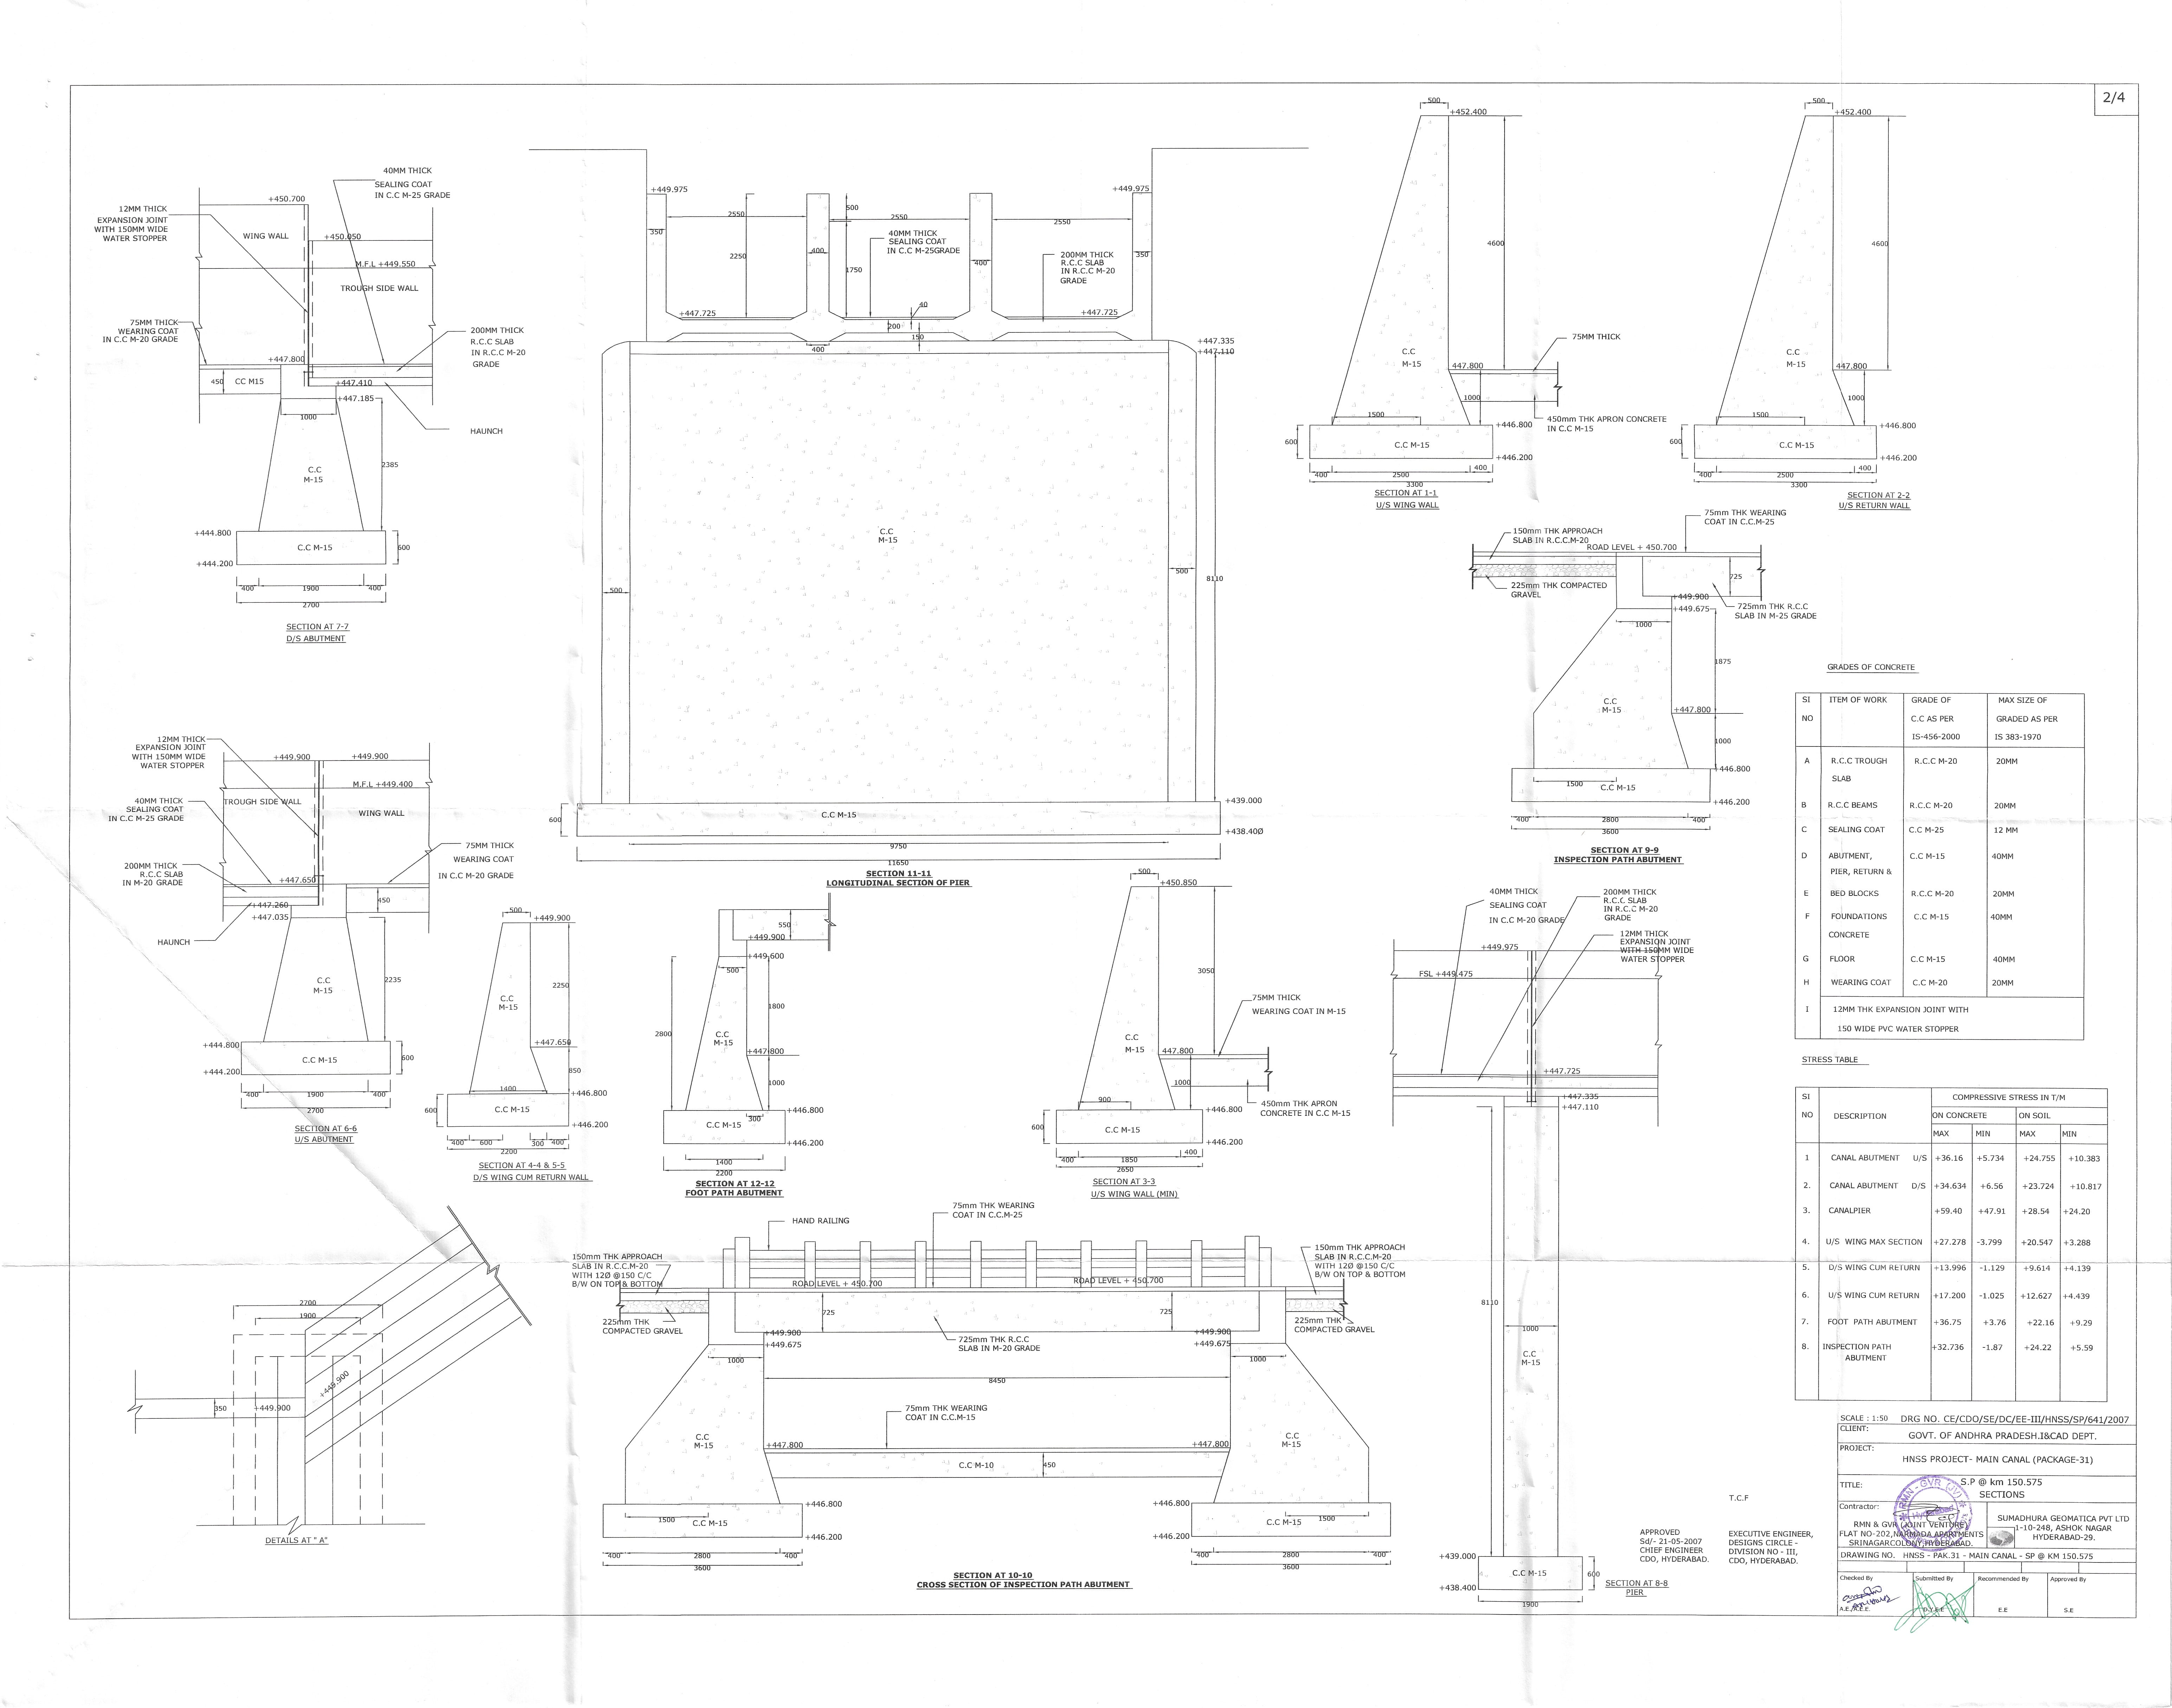 2/4
40MM THICK
SEALING COAT
IN C.C M-25 GRADE
12MM THICK
EXPANSION JOINT
WITH 150MM WIDE
WATER STOPPER
+450.700
WING WALL
+450.050
M.F.L +449.550
TROUGH SIDE WALL
75MM THICK
WEARING COAT
IN C.C M-20 GRADE
200MM THICK
R.C.C SLAB
IN R.C.C M-20
GRADE
+447.800
450
CC M15
+447.410
+447.185
1000
HAUNCH
2385
C.C
M-15
+444.800
C.C M-15
600
+444.200
400
1900
400
2700
SECTION AT 7-7
D/S ABUTMENT
+449.975
+449.975
2550
2550
2550
500
350
350
400
400
2250
1750
40MM THICK
SEALING COAT
IN C.C M-25GRADE
200MM THICK
R.C.C SLAB
IN R.C.C M-20
GRADE
+447.725
+447.725
40
200
150
400
+447.335
+447.110
C.C
M-15
500
500
8110
+439.000
600
C.C M-15
+438.400
9750
11650
SECTION 11-11
LONGITUDINAL SECTION OF PIER
500
+452.400
4600
C.C
M-15
75MM THICK
447.800
1000
1500
450mm THK APRON CONCRETE
IN C.C M-15
+446.800
600
C.C M-15
+446.200
400
2500
400
3300
SECTION AT 1-1
U/S WING WALL
500
+452.400
4600
C.C
M-15
447.800
1000
1500
+446.800
600
C.C M-15
+446.200
400
2500
400
3300
SECTION AT 2-2
U/S RETURN WALL
75mm THK WEARING
COAT IN C.C.M-25
150mm THK APPROACH
SLAB IN R.C.C.M-20
ROAD LEVEL + 450.700
725
225mm THK COMPACTED
GRAVEL
+449.900
+449.675
725mm THK R.C.C
SLAB IN M-25 GRADE
1000
1875
C.C
M-15
+447.800
1000
+446.800
1500
C.C M-15
+446.200
400
2800
400
3600
SECTION AT 9-9
INSPECTION PATH ABUTMENT
GRADES OF CONCRETE
SI NO
ITEM OF WORK
GRADE OF C.C AS PER IS-456-2000
MAX SIZE OF GRADED AS PER IS 383-1970
A R.C.C TROUGH SLAB R.C.C M-20 20MM
B R.C.C BEAMS R.C.C M-20 20MM
C SEALING COAT C.C M-25 12 MM
D ABUTMENT, PIER, RETURN & C.C M-15 40MM
E BED BLOCKS R.C.C M-20 20MM
F FOUNDATIONS CONCRETE C.C M-15 40MM
G FLOOR C.C M-15 40MM
H WEARING COAT C.C M-20 20MM
I 12MM THK EXPANSION JOINT WITH
150 WIDE PVC WATER STOPPER
12MM THICK
EXPANSION JOINT
WITH 150MM WIDE
WATER STOPPER
+449.900
+449.900
M.F.L +449.400
40MM THICK
SEALING COAT
IN C.C M-25 GRADE
TROUGH SIDE WALL
WING WALL
75MM THICK
WEARING COAT
IN C.C M-20 GRADE
200MM THICK
R.C.C SLAB
IN M-20 GRADE
+447.650
450
+447.260
+447.035
HAUNCH
C.C
M-15
2235
+444.800
C.C M-15
600
+444.200
400
1900
400
2700
SECTION AT 6-6
U/S ABUTMENT
500
+449.900
2250
C.C
M-15
+447.650
850
1400
+446.800
600
C.C M-15
+446.200
400
600
300
400
2200
SECTION AT 4-4 & 5-5
D/S WING CUM RETURN WALL
550
+449.900
+449.600
500
1800
2800
C.C
M-15
+447.800
1000
+446.800
300
C.C M-15
+446.200
1400
2200
SECTION AT 12-12
FOOT PATH ABUTMENT
500
+450.850
3050
75MM THICK
WEARING COAT IN M-15
C.C
M-15
447.800
1000
900
450mm THK APRON
CONCRETE IN C.C M-15
+446.800
600
C.C M-15
+446.200
400
1850
400
2650
SECTION AT 3-3
U/S WING WALL (MIN)
40MM THICK
SEALING COAT
IN C.C M-20 GRADE
200MM THICK
R.C.C SLAB
IN R.C.C M-20
GRADE
12MM THICK
EXPANSION JOINT
WITH 150MM WIDE
WATER STOPPER
+449.975
FSL +449.475
+447.725
+447.335
+447.110
8110
1000
C.C
M-15
+439.000
C.C M-15
600
+438.400
1900
SECTION AT 8-8
PIER
STRESS TABLE
SI NO
DESCRIPTION
COMPRESSIVE STRESS IN T/M
ON CONCRETE
ON SOIL
MAX MIN MAX MIN
1 CANAL ABUTMENT U/S +36.16 +5.734 +24.755 +10.383
2. CANAL ABUTMENT D/S +34.634 +6.56 +23.724 +10.817
3. CANALPIER +59.40 +47.91 +28.54 +24.20
4. U/S WING MAX SECTION +27.278 -3.799 +20.547 +3.288
5. D/S WING CUM RETURN +13.996 -1.129 +9.614 +4.139
6. U/S WING CUM RETURN +17.200 -1.025 +12.627 +4.439
7. FOOT PATH ABUTMENT +36.75 +3.76 +22.16 +9.29
8. INSPECTION PATH ABUTMENT +32.736 -1.87 +24.22 +5.59
2700
1900
350
+449.900
+449.900
DETAILS AT " A"
HAND RAILING
75mm THK WEARING
COAT IN C.C.M-25
150mm THK APPROACH
SLAB IN R.C.C.M-20
WITH 12Ø @150 C/C
B/W ON TOP & BOTTOM
150mm THK APPROACH
SLAB IN R.C.C.M-20
WITH 12Ø @150 C/C
B/W ON TOP & BOTTOM
ROAD LEVEL + 450.700
ROAD LEVEL + 450.700
725
725
225mm THK
COMPACTED GRAVEL
225mm THK
COMPACTED GRAVEL
+449.900
+449.675
+449.900
+449.675
725mm THK R.C.C
SLAB IN M-20 GRADE
1000
1000
8450
75mm THK WEARING
COAT IN C.C.M-15
C.C
M-15
C.C
M-15
+447.800
+447.800
C.C M-10
450
+446.800
+446.800
1500
1500
C.C M-15
C.C M-15
+446.200
+446.200
400
2800
400
3600
400
2800
400
3600
SECTION AT 10-10
CROSS SECTION OF INSPECTION PATH ABUTMENT
T.C.F
APPROVED
Sd/- 21-05-2007
CHIEF ENGINEER
CDO, HYDERABAD.
EXECUTIVE ENGINEER,
DESIGNS CIRCLE -
DIVISION NO - III,
CDO, HYDERABAD.
SCALE : 1:50 DRG NO. CE/CDO/SE/DC/EE-III/HNSS/SP/641/2007
CLIENT:
GOVT. OF ANDHRA PRADESH.I&CAD DEPT.
PROJECT:
HNSS PROJECT- MAIN CANAL (PACKAGE-31)
TITLE:
S.P @ km 150.575
SECTIONS
Contractor:
RMN & GVR (JOINT VENTURE)
FLAT NO-202,NARMADA APARTMENTS
SRINAGARCOLONY,HYDERABAD.
RMN - GVR (JV)
Hyderabad
SUMADHURA GEOMATICA PVT LTD
1-10-248, ASHOK NAGAR
HYDERABAD-29.
DRAWING NO. HNSS - PAK.31 - MAIN CANAL - SP @ KM 150.575
Checked By
Submitted By
Recommended By
Approved By
A.E./A.E.E.
D.Y.E.E
E.E
S.E